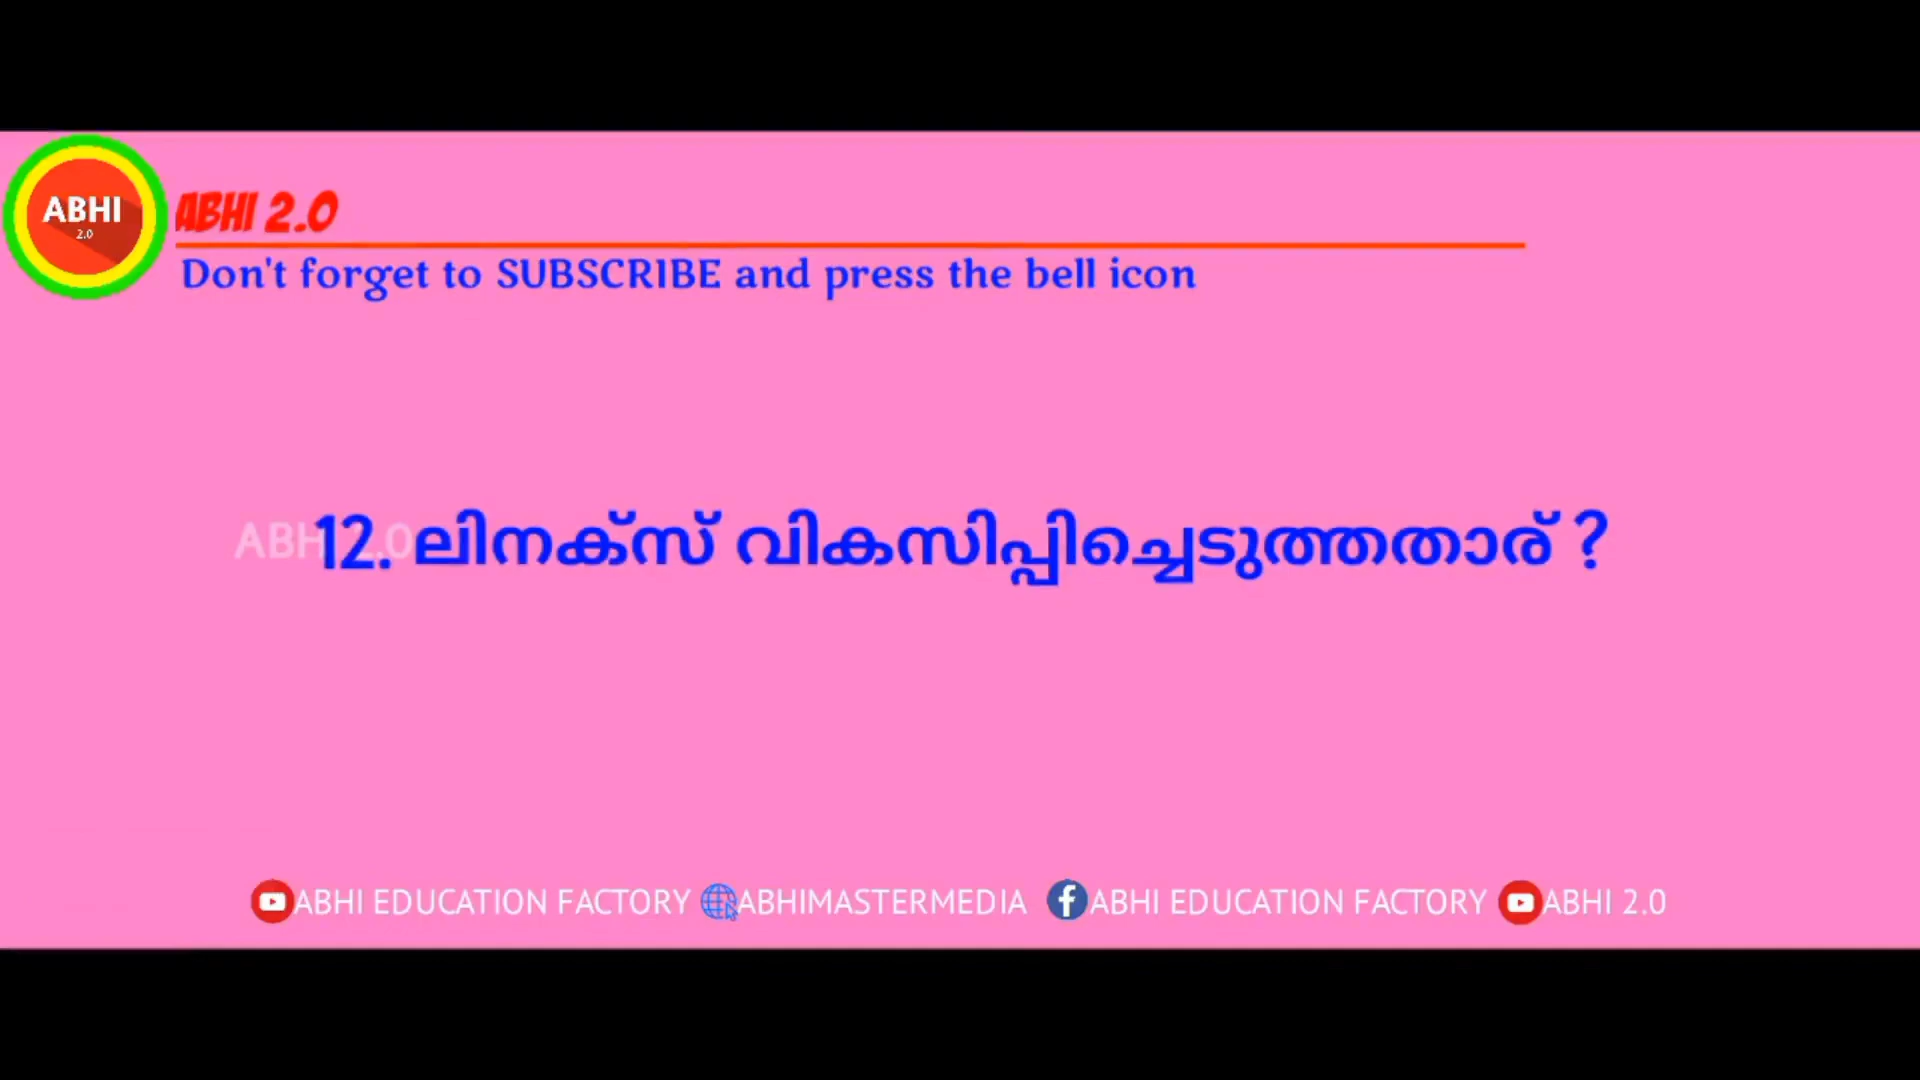 ABHI
2.0
ABHI 2.0
Don't forget to SUBSCRIBE and press the bell icon
ABHI 2.0
12. ലിനക്സ് വികസിപ്പിച്ചെടുത്തതാര് ?
ABHI EDUCATION FACTORY ABHIMASTERMEDIA ABHI EDUCATION FACTORY ABHI 2.0